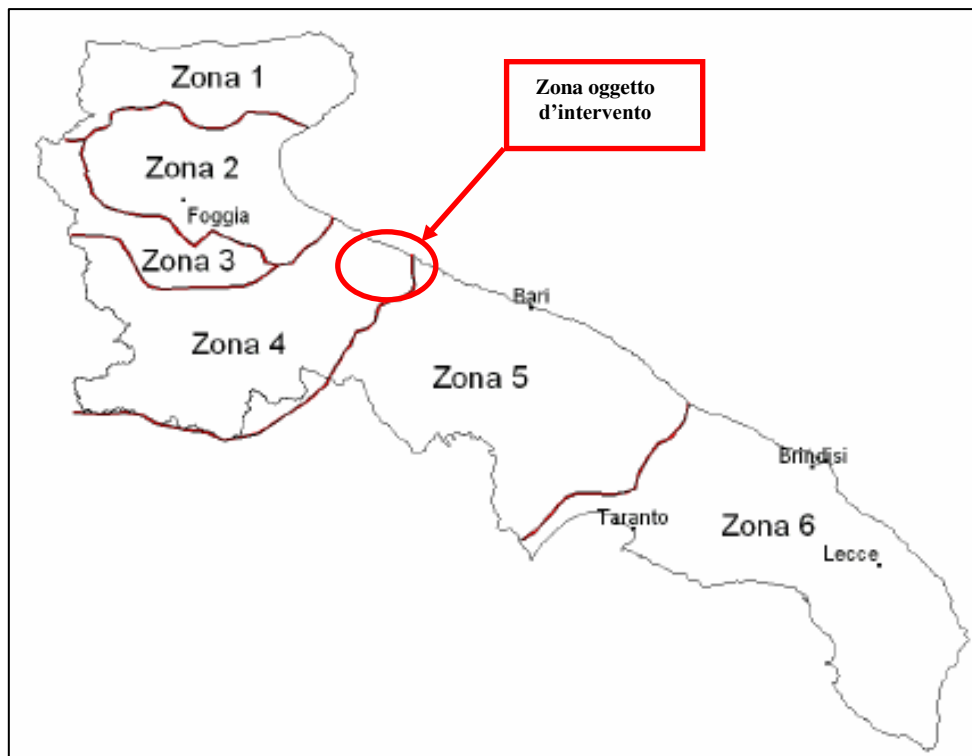 Zona 1
Zona oggetto
d'intervento
Zona 2
Foggia
Zona 3
Bari
Zona 4
Zona 5
Brindisi
Taranto
Zona 6
Lecce